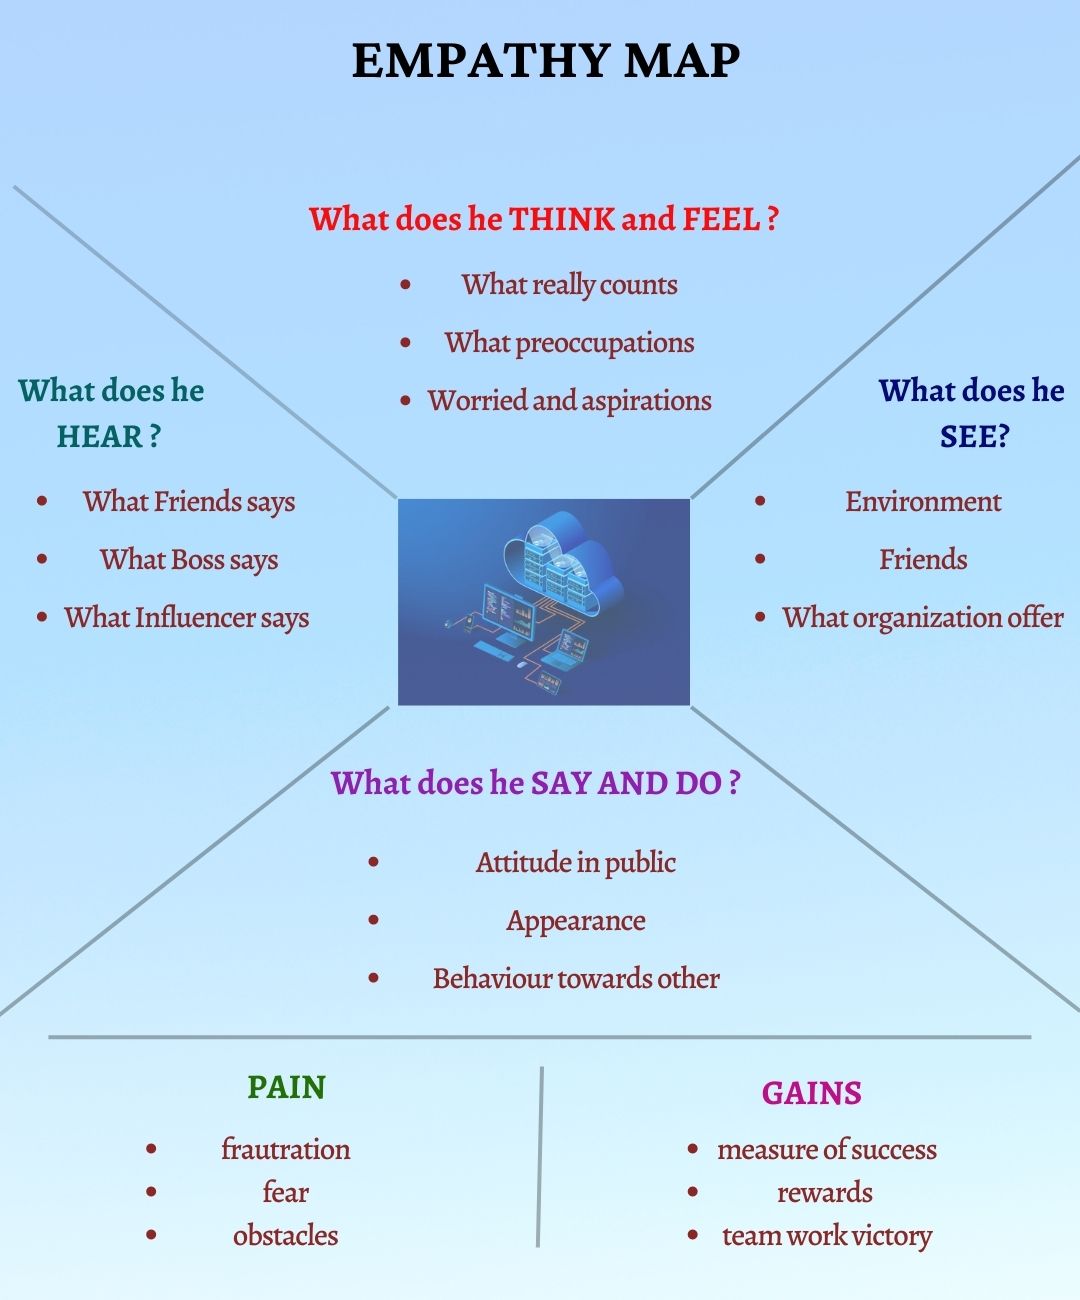 EMPATHY MAP
What does he THINK and FEEL ?
• What really counts
• What preoccupations
• Worried and aspirations
What does he
HEAR ?
• What Friends says
• What Boss says
• What Influencer says
What does he
SEE?
• Environment
• Friends
• What organization offer
What does he SAY AND DO ?
• Attitude in public
• Appearance
• Behaviour towards other
PAIN
• frautration
• fear
• obstacles
GAINS
• measure of success
• rewards
• team work victory